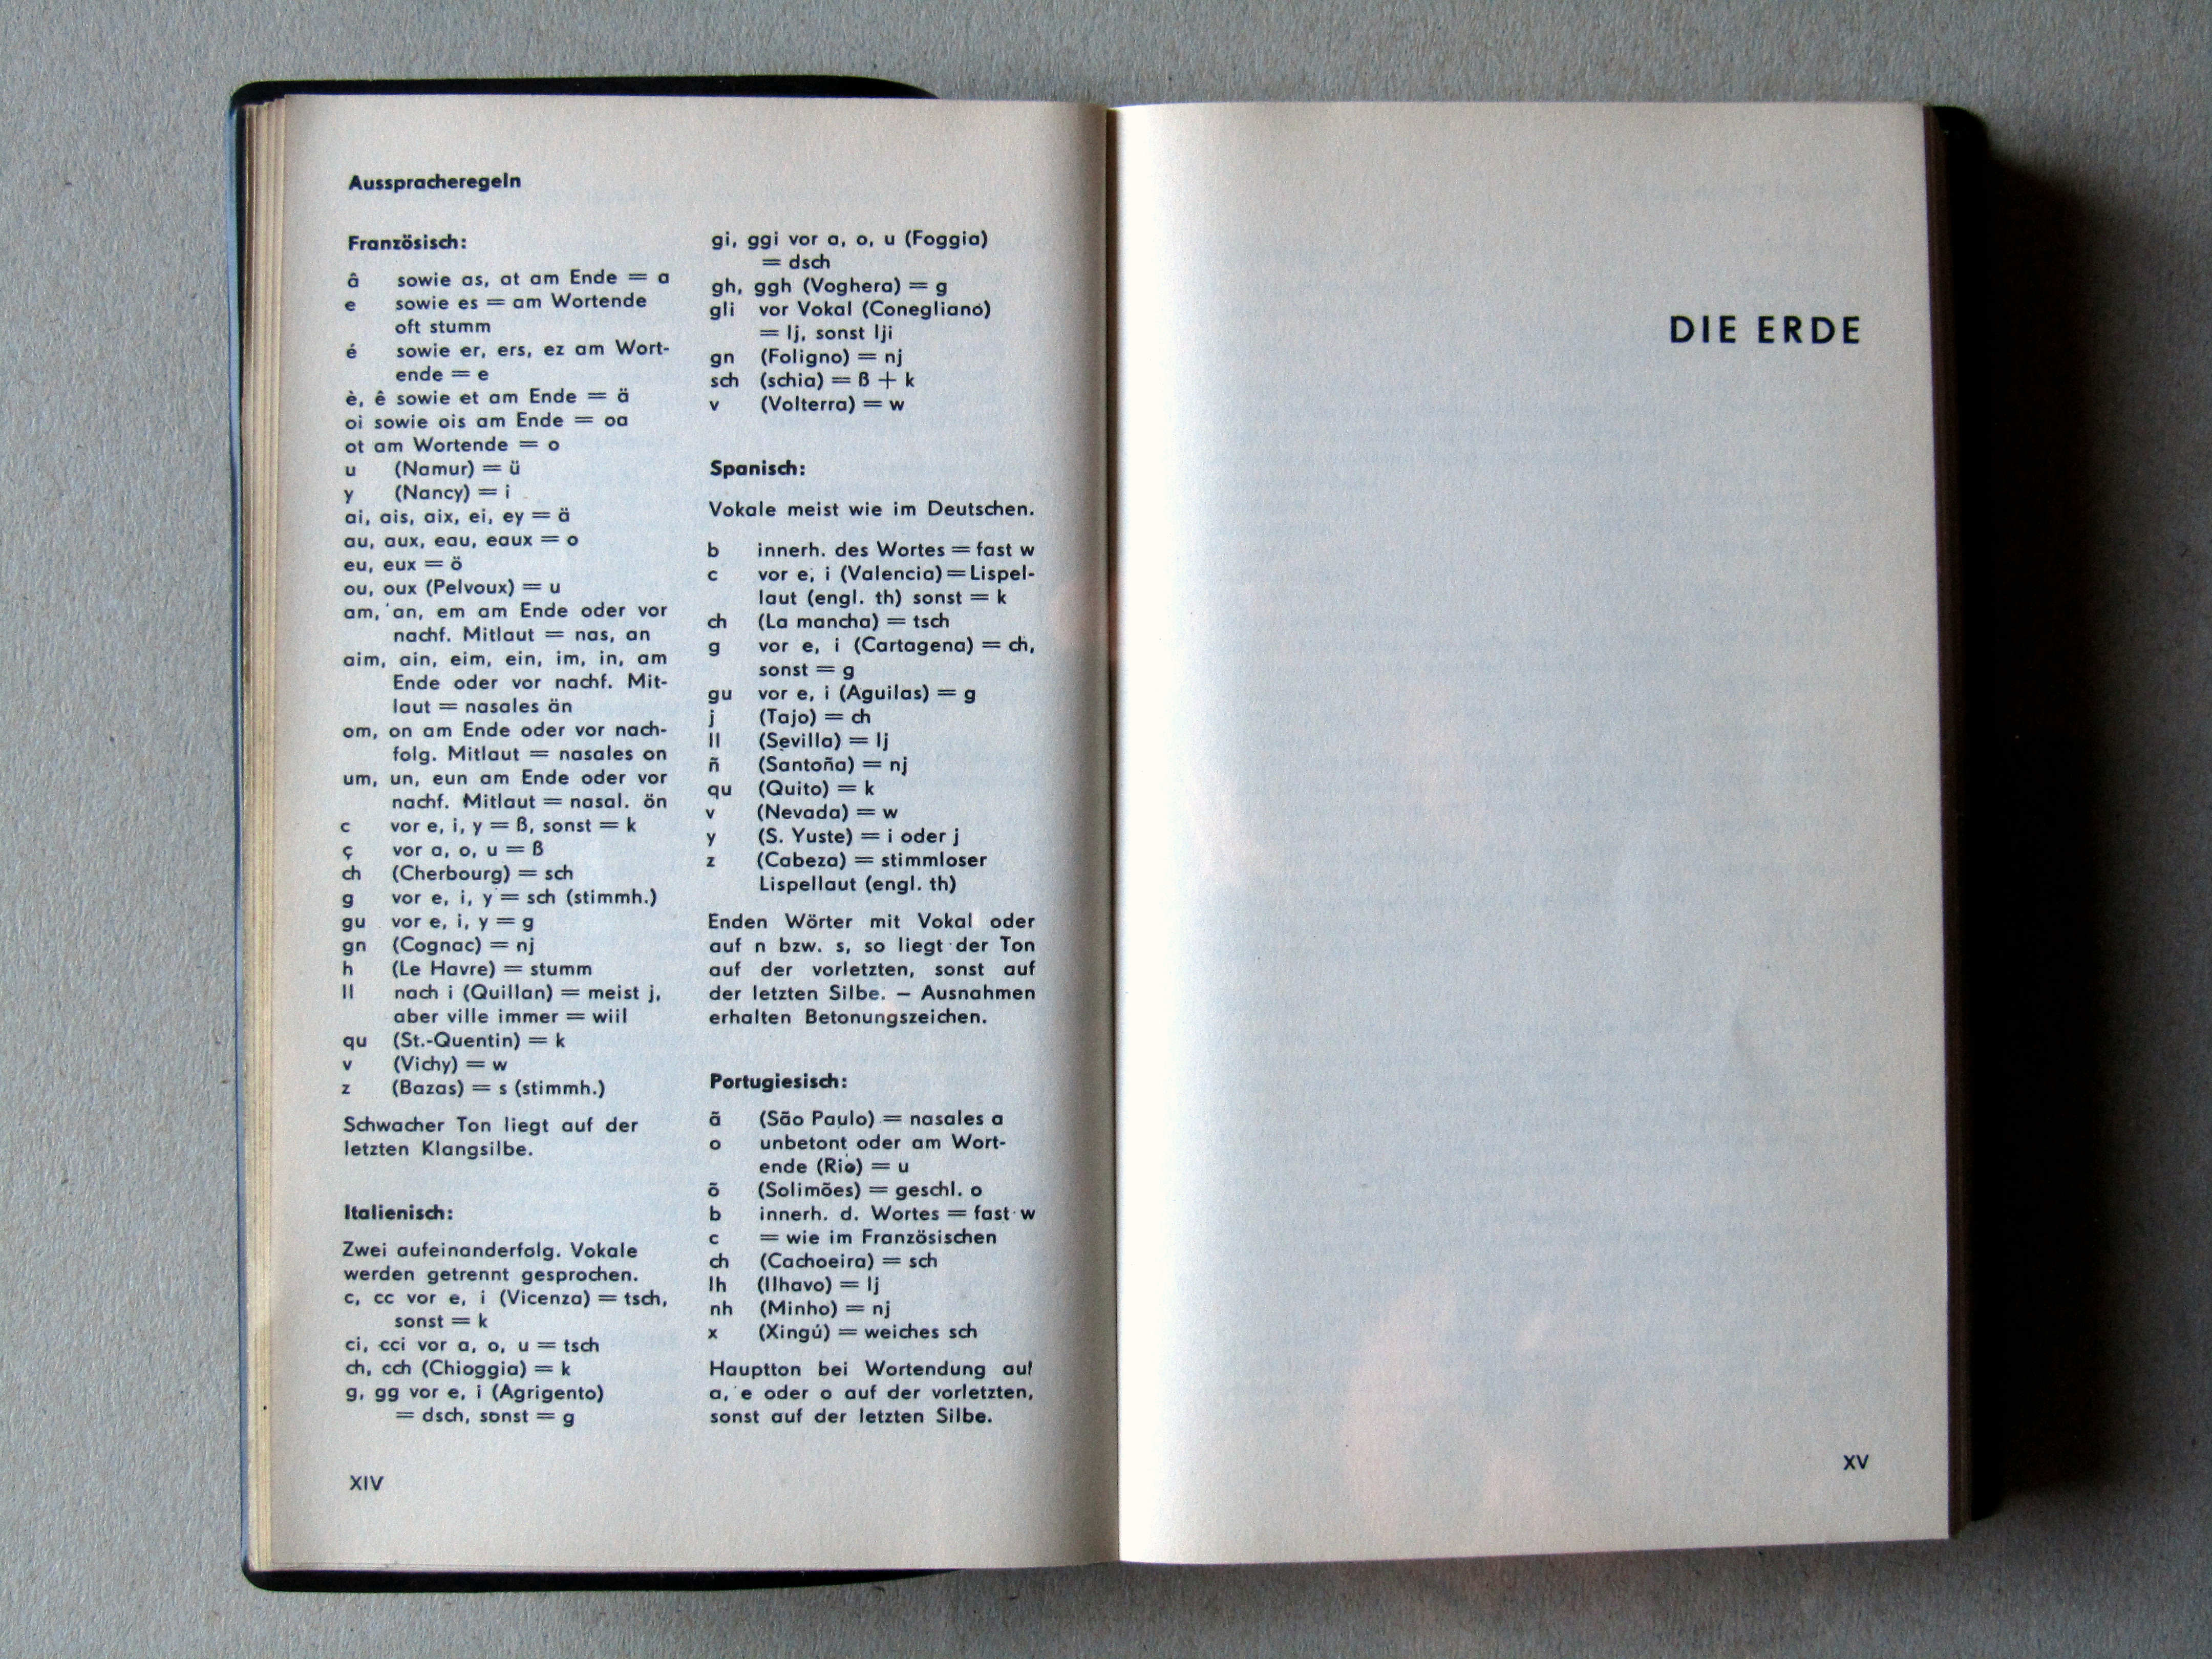 Ausspracheregeln
Französisch:
â sowie as, at am Ende = a
e sowie es = am Wortende
oft stumm
é sowie er, ers, ez am Wort-
ende = e
è, ê sowie et am Ende = ä
oi sowie ois am Ende = oa
ot am Wortende = o
u (Namur) = ü
y (Nancy) = i
ai, ais, aix, ei, ey = ä
au, aux, eau, eaux = o
eu, eux = ö
ou, oux (Pelvoux) = u
am, an, em am Ende oder vor
nachf. Mitlaut = nas, an
aim, ain, eim, ein, im, in, am
Ende oder vor nachf. Mit-
laut = nasales än
om, on am Ende oder vor nach-
folg. Mitlaut = nasales on
um, un, eun am Ende oder vor
nachf. Mitlaut = nasal. ön
c vor e, i, y = ß, sonst = k
ç vor a, o, u = ß
ch (Cherbourg) = sch
g vor e, i, y = sch (stimmh.)
gu vor e, i, y = g
gn (Cognac) = nj
h (Le Havre) = stumm
ll nach i (Quillan) = meist j,
aber ville immer = wiil
qu (St.-Quentin) = k
v (Vichy) = w
z (Bazas) = s (stimmh.)
Schwacher Ton liegt auf der
letzten Klangsilbe.
Italienisch:
Zwei aufeinanderfolg. Vokale
werden getrennt gesprochen.
c, cc vor e, i (Vicenza) = tsch,
sonst = k
ci, cci vor a, o, u = tsch
ch, cch (Chioggia) = k
g, gg vor e, i (Agrigento)
= dsch, sonst = g
XIV
gi, ggi vor a, o, u (Foggia)
= dsch
gh, ggh (Voghera) = g
gli vor Vokal (Conegliano)
= lj, sonst lji
gn (Foligno) = nj
sch (schia) = ß + k
v (Volterra) = w
Spanisch:
Vokale meist wie im Deutschen.
b innerh. des Wortes = fast w
c vor e, i (Valencia) = Lispel-
laut (engl. th) sonst = k
ch (La mancha) = tsch
g vor e, i (Cartagena) = ch,
sonst = g
gu vor e, i (Aguilas) = g
j (Tajo) = ch
ll (Sevilla) = lj
ñ (Santoña) = nj
qu (Quito) = k
v (Nevada) = w
y (S. Yuste) = i oder j
z (Cabeza) = stimmloser
Lispellaut (engl. th)
Enden Wörter mit Vokal oder
auf n bzw. s, so liegt der Ton
auf der vorletzten, sonst auf
der letzten Silbe. – Ausnahmen
erhalten Betonungszeichen.
Portugiesisch:
ã (São Paulo) = nasales a
o unbetont oder am Wort-
ende (Rio) = u
õ (Solimões) = geschl. o
b innerh. d. Wortes = fast w
c = wie im Französischen
ch (Cachoeira) = sch
lh (Ilhavo) = lj
nh (Minho) = nj
x (Xingú) = weiches sch
Hauptton bei Wortendung auf
a, e oder o auf der vorletzten,
sonst auf der letzten Silbe.
DIE ERDE
XV